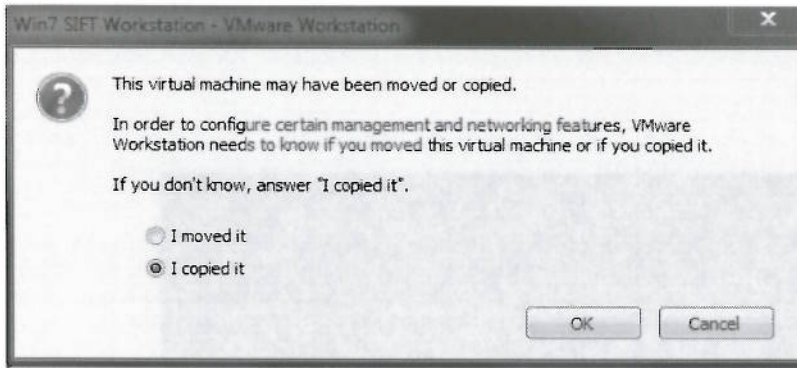 Win7 SIFT Workstation - VMware Workstation
This virtual machine may have been moved or copied.
In order to configure certain management and networking features, VMware
Workstation needs to know if you moved this virtual machine or if you copied it.
If you don't know, answer "I copied it".
I moved it
I copied it
OK
Cancel